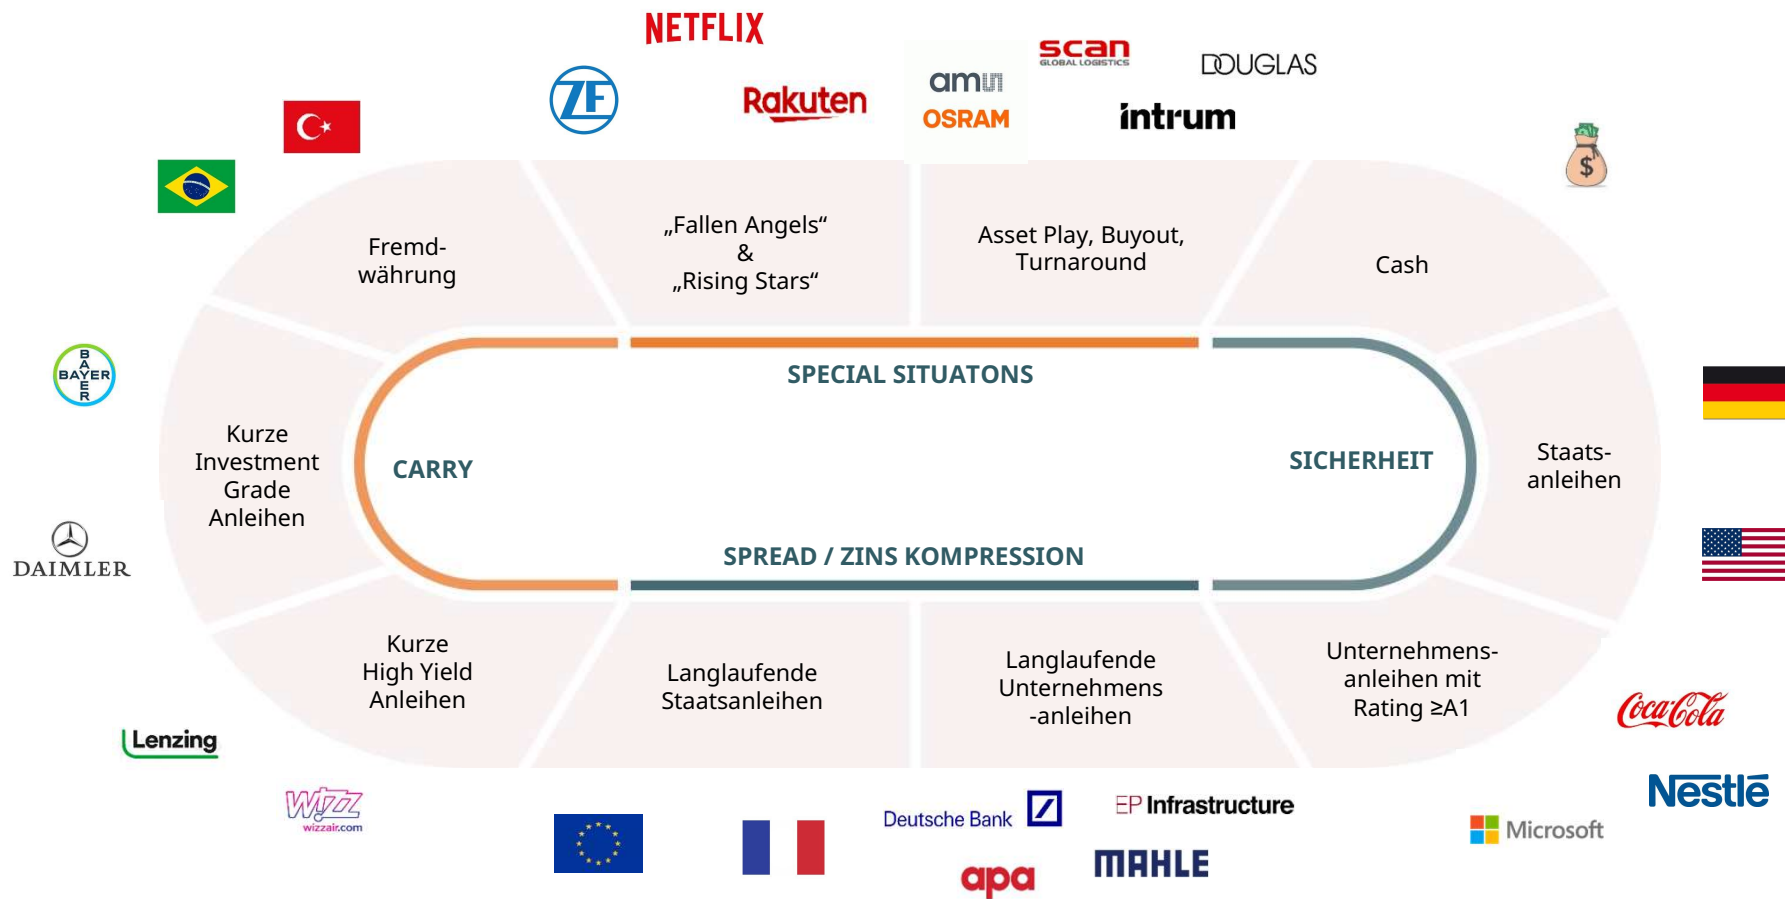 NETFLIX
ZF
Rakuten
amu
OSRAM
scan
GLOBAL LOGISTICS
DOUGLAS
intrum
$
Fremd-
währung
„Fallen Angels“
&
„Rising Stars“
Asset Play, Buyout,
Turnaround
Cash
SPECIAL SITUATONS
BAYER
BAYER
Kurze
Investment
Grade
Anleihen
CARRY
SICHERHEIT
Staats-
anleihen
DAIMLER
SPREAD / ZINS KOMPRESSION
Kurze
High Yield
Anleihen
Langlaufende
Staatsanleihen
Langlaufende
Unternehmens
-anleihen
Unternehmens-
anleihen mit
Rating ≥A1
Coca-Cola
Lenzing
Nestlé
WIZZ
wizzair.com
Deutsche Bank
EP Infrastructure
Microsoft
apa
MAHLE